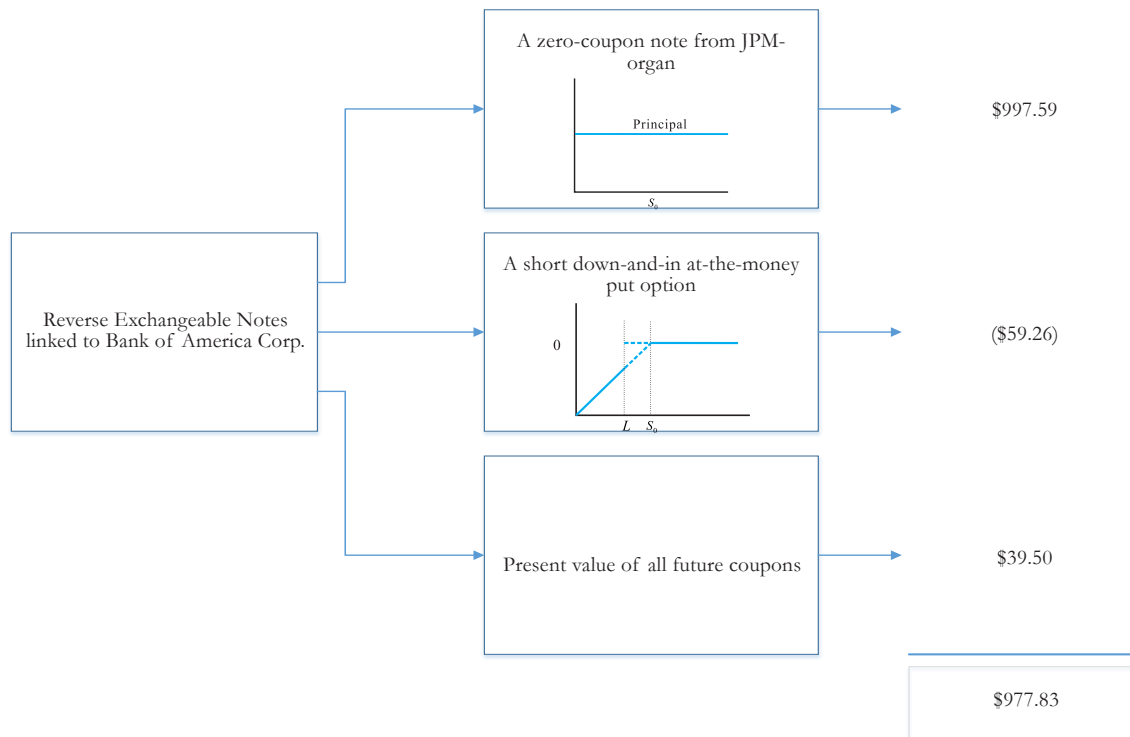 A zero-coupon note from JPM-
organ
Principal
S₀
$997.59
Reverse Exchangeable Notes
linked to Bank of America Corp.
A short down-and-in at-the-money
put option
0
L S₀
($59.26)
Present value of all future coupons
$39.50
$977.83